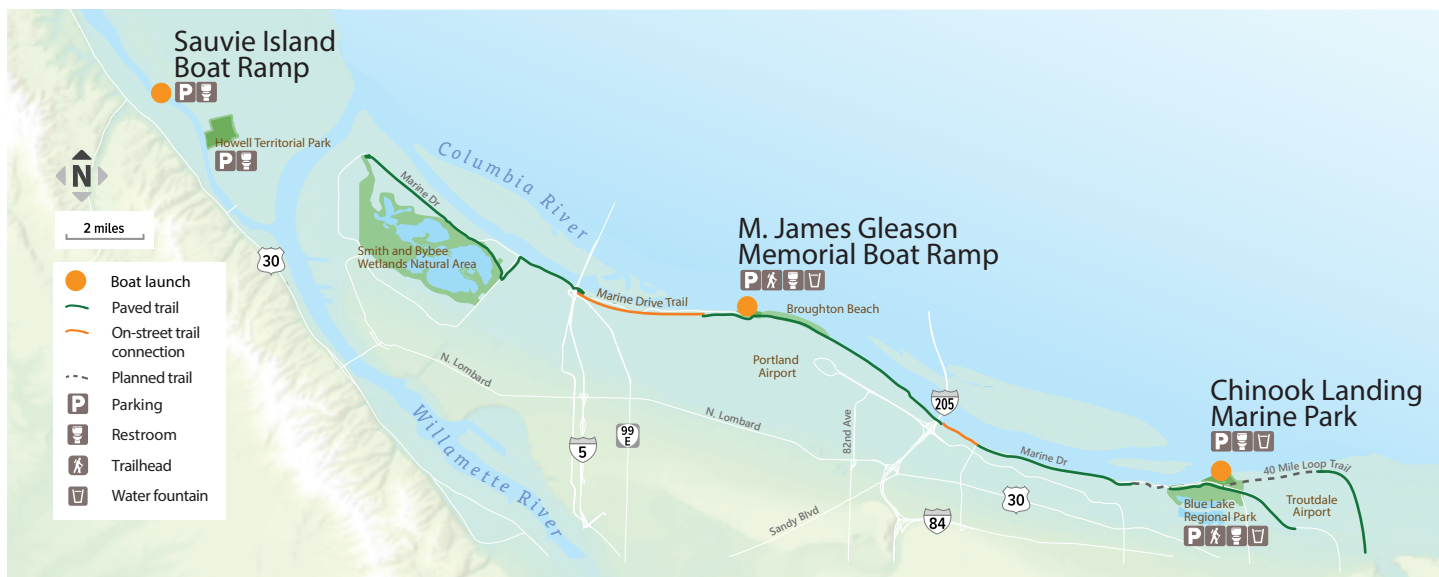 Sauvie Island
Boat Ramp
P
Howell Territorial Park
P
N
2 miles
Boat launch
Paved trail
On-street trail
connection
Planned trail
P
Parking
Restroom
Trailhead
Water fountain
30
Marine Dr
Columbia River
Smith and Bybee
Wetlands Natural Area
Marine Drive Trail
M. James Gleason
Memorial Boat Ramp
P
Broughton Beach
Portland
Airport
N. Lombard
N. Lombard
Willamette River
99
E
5
82nd Ave
205
Sandy Blvd
84
30
Marine Dr
Chinook Landing
Marine Park
P
40 Mile Loop Trail
Blue Lake
Regional Park
P
Troutdale
Airport